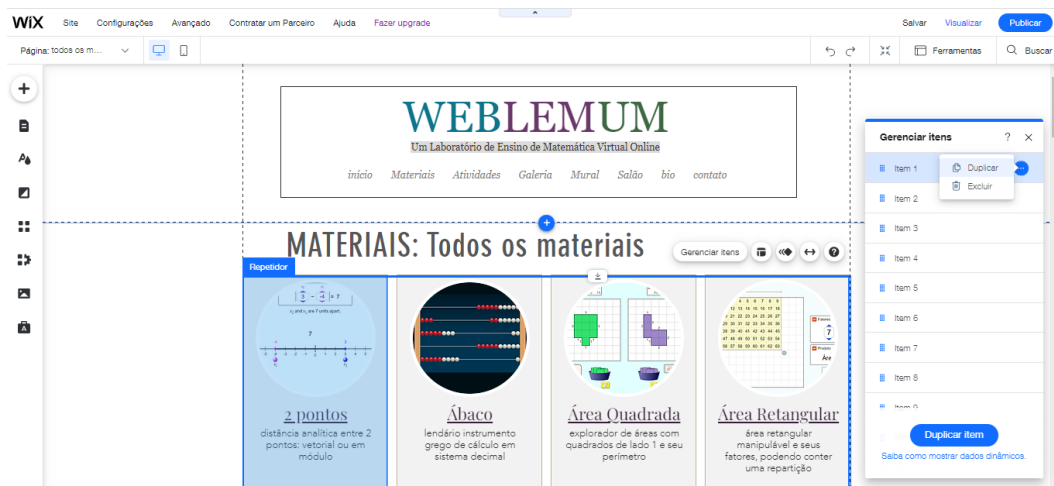 WiX Site Configurações Avançado Contratar um Parceiro Ajuda Fazer upgrade Salvar Visualizar Publicar
Página: todos os m... Ferramentas Buscar
WEBLEMUM
Um Laboratório de Ensino de Matemática Virtual Online
início Materiais Atividades Galeria Mural Salão bio contato
Gerenciar itens ? ×
Item 1 Duplicar
Excluir
Item 2
Item 3
Item 4
Item 5
Item 6
Item 7
Item 8
Item 9
Duplicar item
Saiba como mostrar dados dinâmicos.
MATERIAIS: Todos os materiais
Gerenciar itens
Repetidor
2 pontos
distância analítica entre 2
pontos: vetorial ou em
módulo
Ábaco
lendário instrumento
grego de cálculo em
sistema decimal
Área Quadrada
explorador de áreas com
quadrados de lado 1 e seu
perímetro
Área Retangular
área retangular
manipulável e seus
fatores, podendo conter
uma repartição